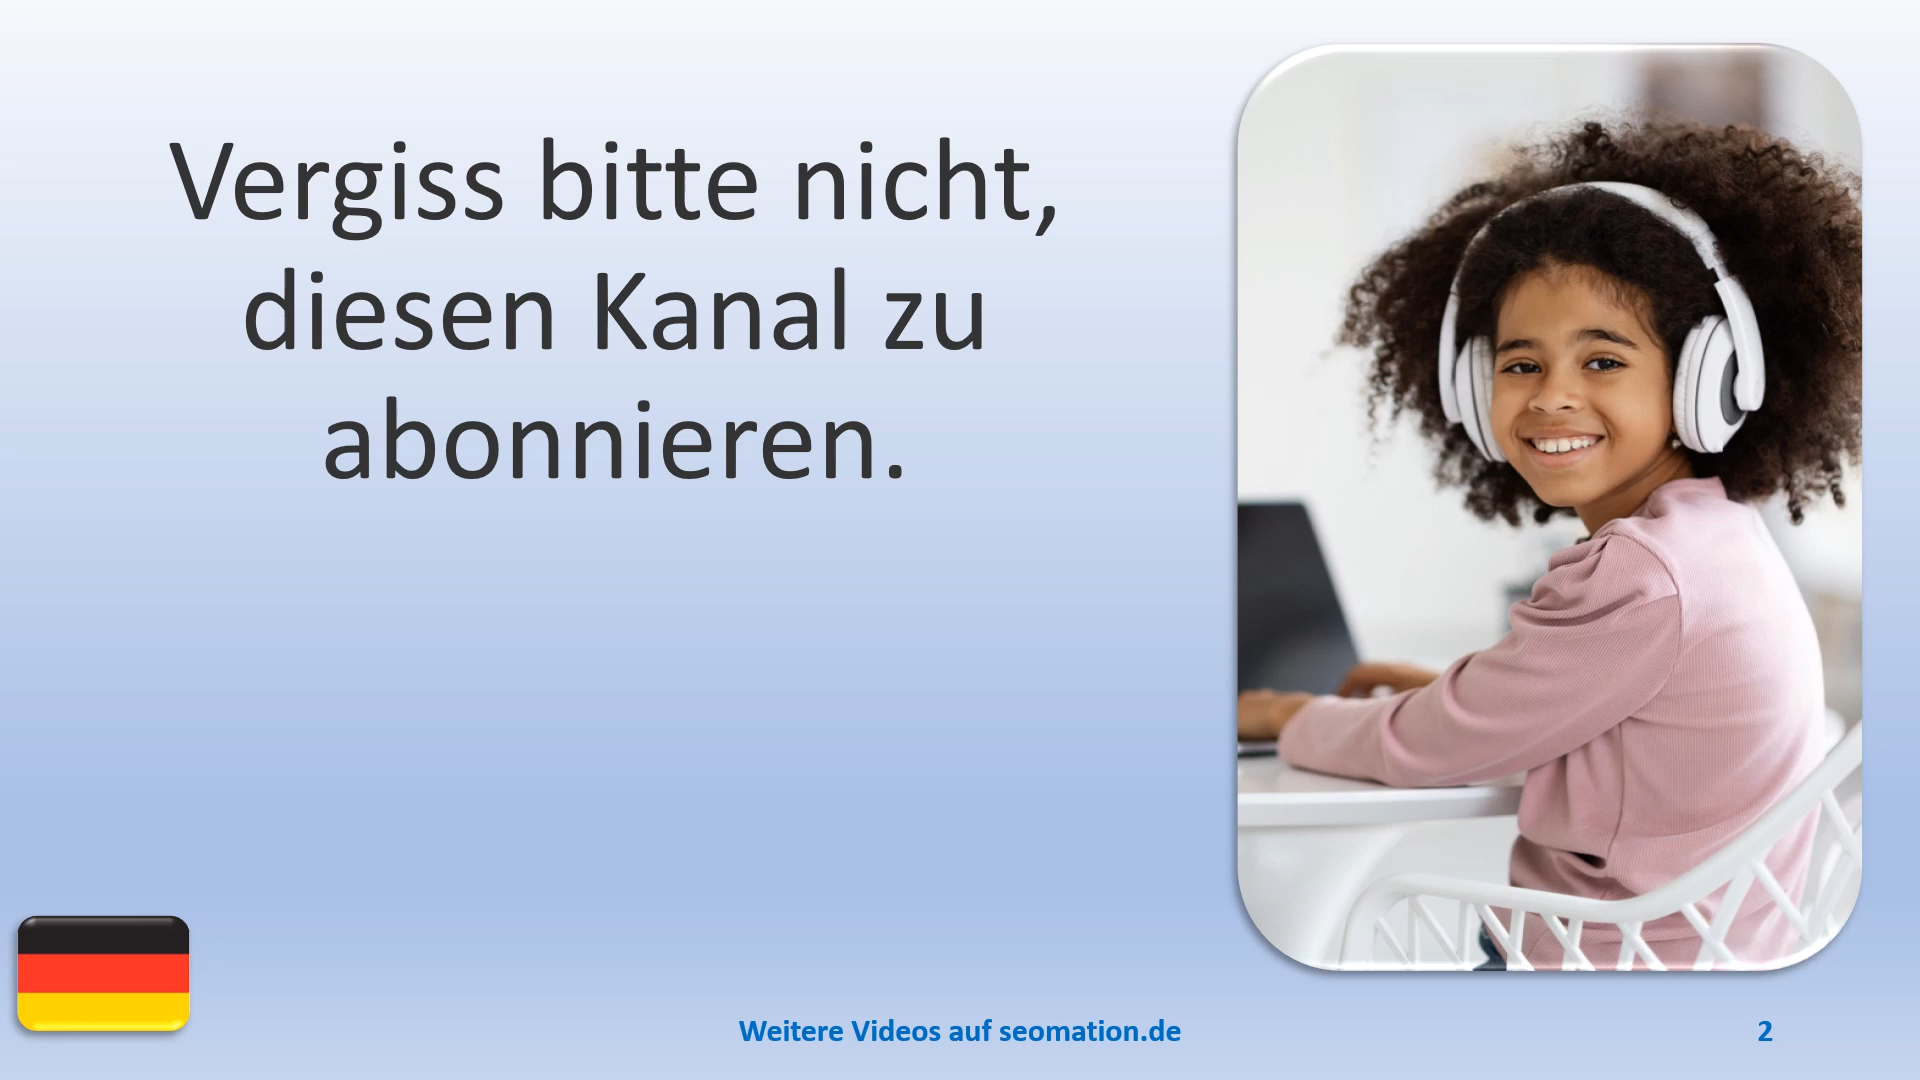 Vergiss bitte nicht,
diesen Kanal zu
abonnieren.
Weitere Videos auf seomation.de
2